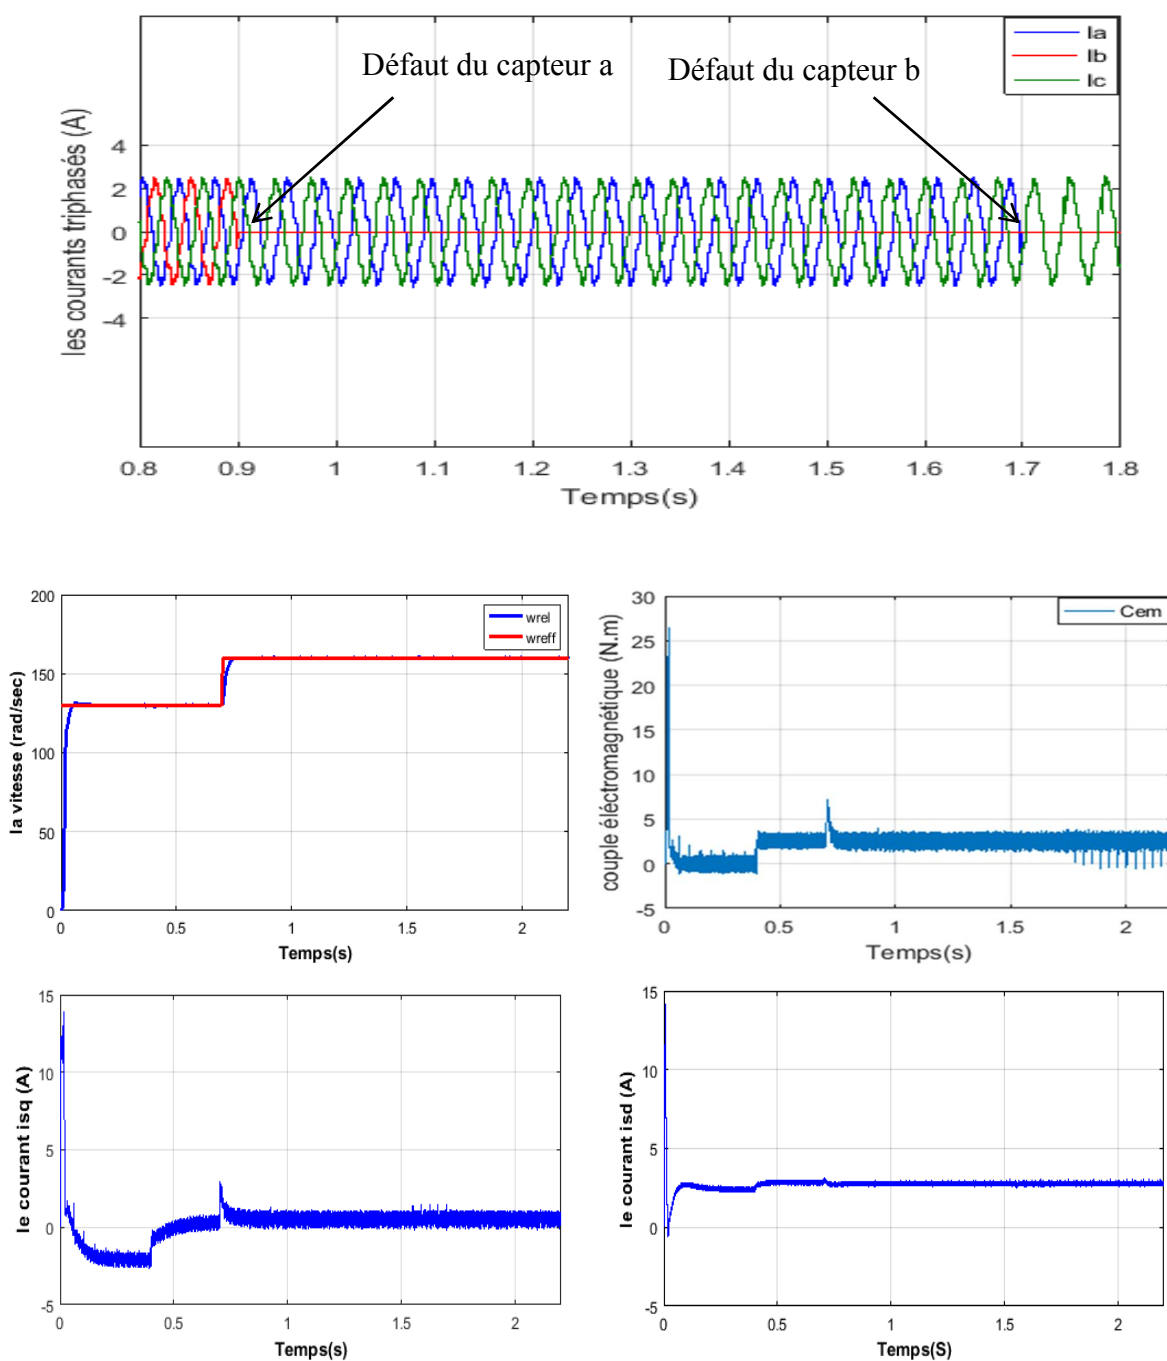 Ia
Ib
Ic
Défaut du capteur a
Défaut du capteur b
les courants triphasés (A)
4
2
0
-2
-4
0.8 0.9 1 1.1 1.2 1.3 1.4 1.5 1.6 1.7 1.8
Temps(s)
la vitesse (rad/sec)
200
150
100
50
0
wrel
wreff
0 0.5 1 1.5 2
Temps(s)
couple éléctromagnétique (N.m)
30
25
20
15
10
5
0
-5
Cem
0 0.5 1 1.5 2
Temps(s)
le courant isq (A)
15
10
5
0
-5
0 0.5 1 1.5 2
Temps(s)
le courant isd (A)
15
10
5
0
-5
0 0.5 1 1.5 2
Temps(S)